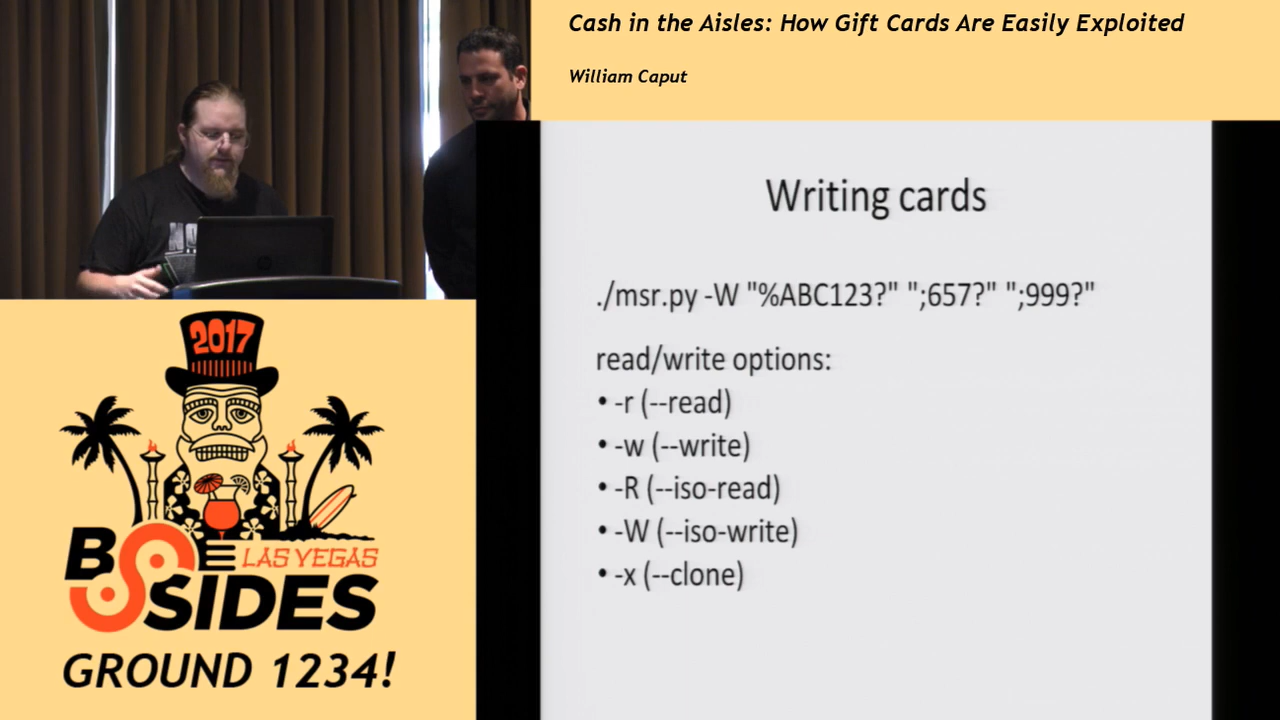 Cash in the Aisles: How Gift Cards Are Easily Exploited
William Caput
Writing cards
./msr.py -W "%ABC123?" ";657?" ";999?"
read/write options:
• -r (--read)
• -w (--write)
• -R (--iso-read)
• -W (--iso-write)
• -x (--clone)
2017
BSIDES
LAS VEGAS
GROUND 1234!